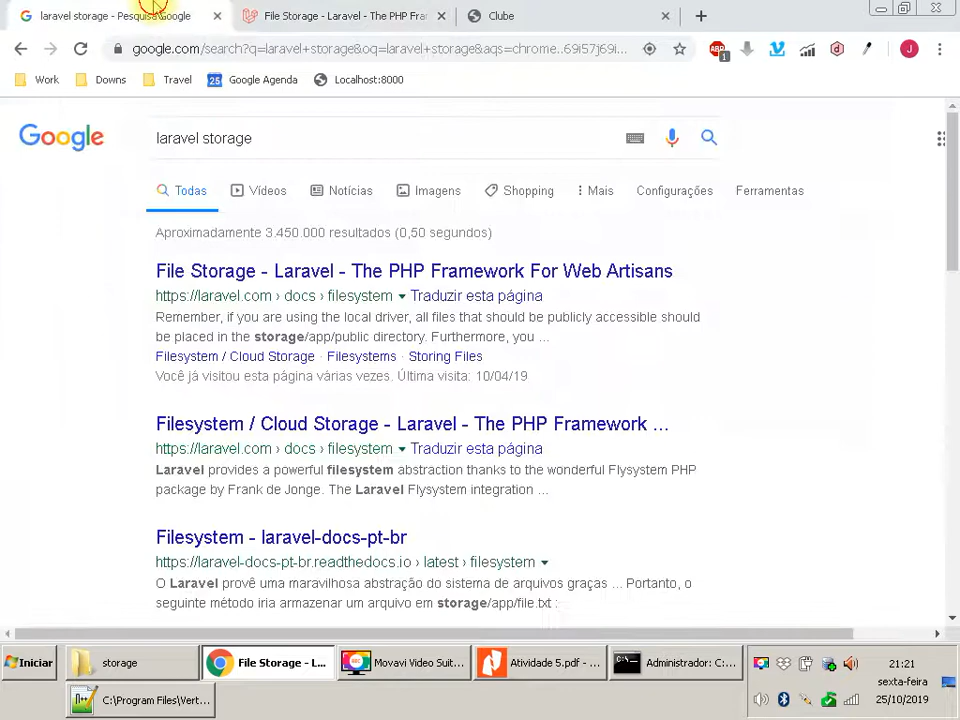 laravel storage - Pesquisa Google
File Storage - Laravel - The PHP Fra
Clube
google.com/search?q=laravel+storage&oq=laravel+storage&aqs=chrome..69i57j69i...
ABP
1
J
Work
Downs
Travel
25
Google Agenda
Localhost:8000
Google
laravel storage
Todas
Vídeos
Notícias
Imagens
Shopping
Mais
Configurações
Ferramentas
Aproximadamente 3.450.000 resultados (0,50 segundos)
File Storage - Laravel - The PHP Framework For Web Artisans
https://laravel.com › docs › filesystem ▾ Traduzir esta página
Remember, if you are using the local driver, all files that should be publicly accessible should
be placed in the storage/app/public directory. Furthermore, you ...
Filesystem / Cloud Storage · Filesystems · Storing Files
Você já visitou esta página várias vezes. Última visita: 10/04/19
Filesystem / Cloud Storage - Laravel - The PHP Framework ...
https://laravel.com › docs › filesystem ▾ Traduzir esta página
Laravel provides a powerful filesystem abstraction thanks to the wonderful Flysystem PHP
package by Frank de Jonge. The Laravel Flysystem integration ...
Filesystem - laravel-docs-pt-br
https://laravel-docs-pt-br.readthedocs.io › latest › filesystem ▾
O Laravel provê uma maravilhosa abstração do sistema de arquivos graças ... Portanto, o
seguinte método iria armazenar um arquivo em storage/app/file.txt :
Iniciar
storage
File Storage - L...
Movavi Video Suit...
Atividade 5.pdf - ...
Administrador: C:...
21:21
sexta-feira
25/10/2019
C:\Program Files\Vert...